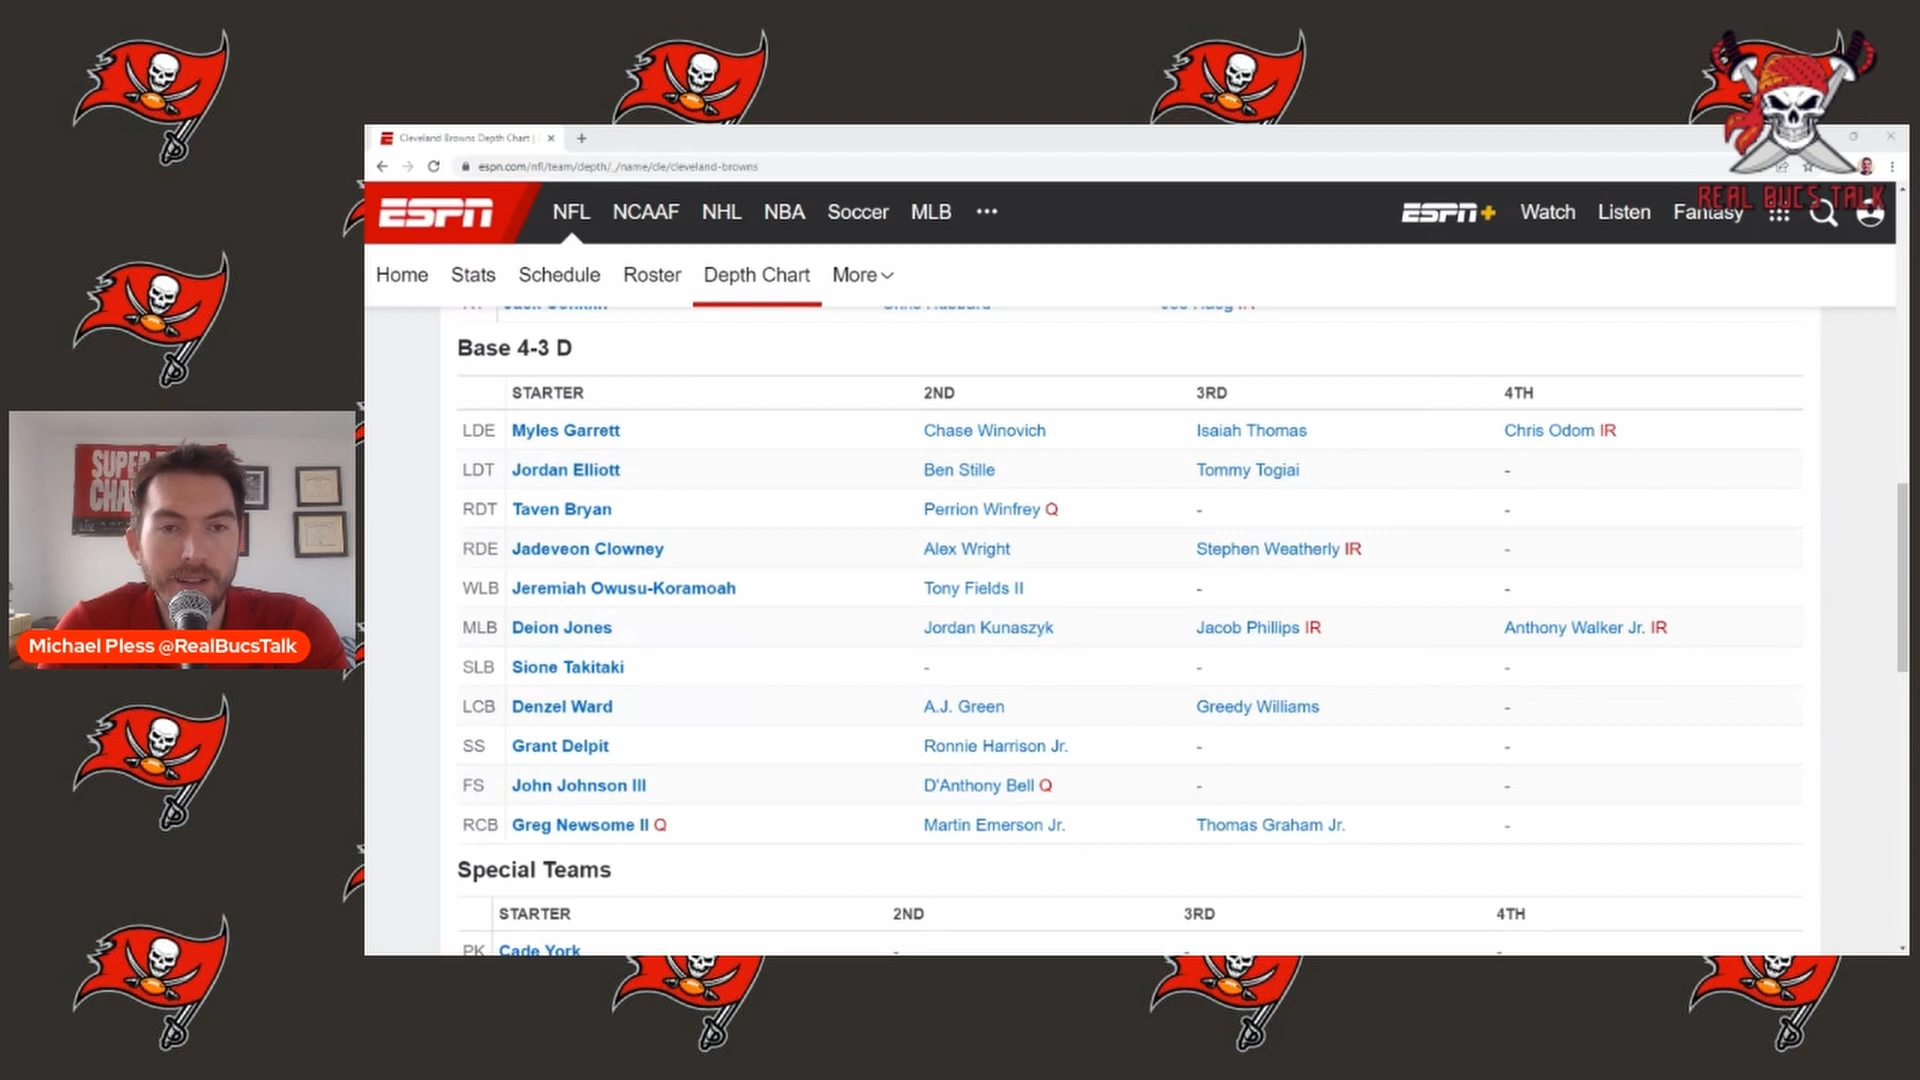 REAL BUCS TALK
Cleveland Browns Depth Chart |
espn.com/nfl/team/depth/_/name/cle/cleveland-browns
ESPN NFL NCAAF NHL NBA Soccer MLB ••• ESPN+ Watch Listen Fantasy
Home Stats Schedule Roster Depth Chart More
Base 4-3 D
STARTER 2ND 3RD 4TH
LDE Myles Garrett Chase Winovich Isaiah Thomas Chris Odom IR
LDT Jordan Elliott Ben Stille Tommy Togiai -
RDT Taven Bryan Perrion Winfrey Q - -
RDE Jadeveon Clowney Alex Wright Stephen Weatherly IR -
WLB Jeremiah Owusu-Koramoah Tony Fields II - -
MLB Deion Jones Jordan Kunaszyk Jacob Phillips IR Anthony Walker Jr. IR
SLB Sione Takitaki - - -
LCB Denzel Ward A.J. Green Greedy Williams -
SS Grant Delpit Ronnie Harrison Jr. - -
FS John Johnson III D'Anthony Bell Q - -
RCB Greg Newsome II Q Martin Emerson Jr. Thomas Graham Jr. -
Special Teams
STARTER 2ND 3RD 4TH
PK Cade York - - -
SUPER
CHA
LIV
Michael Pless @RealBucsTalk